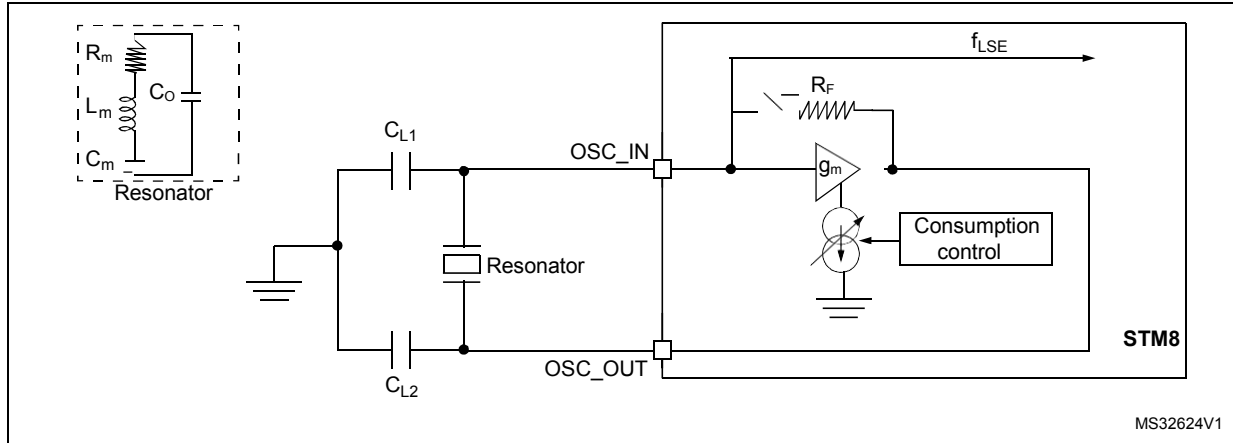 Rm
Lm
CO
Cm
Resonator
CL1
CL2
Resonator
OSC_IN
OSC_OUT
fLSE
RF
gm
Consumption
control
STM8
MS32624V1